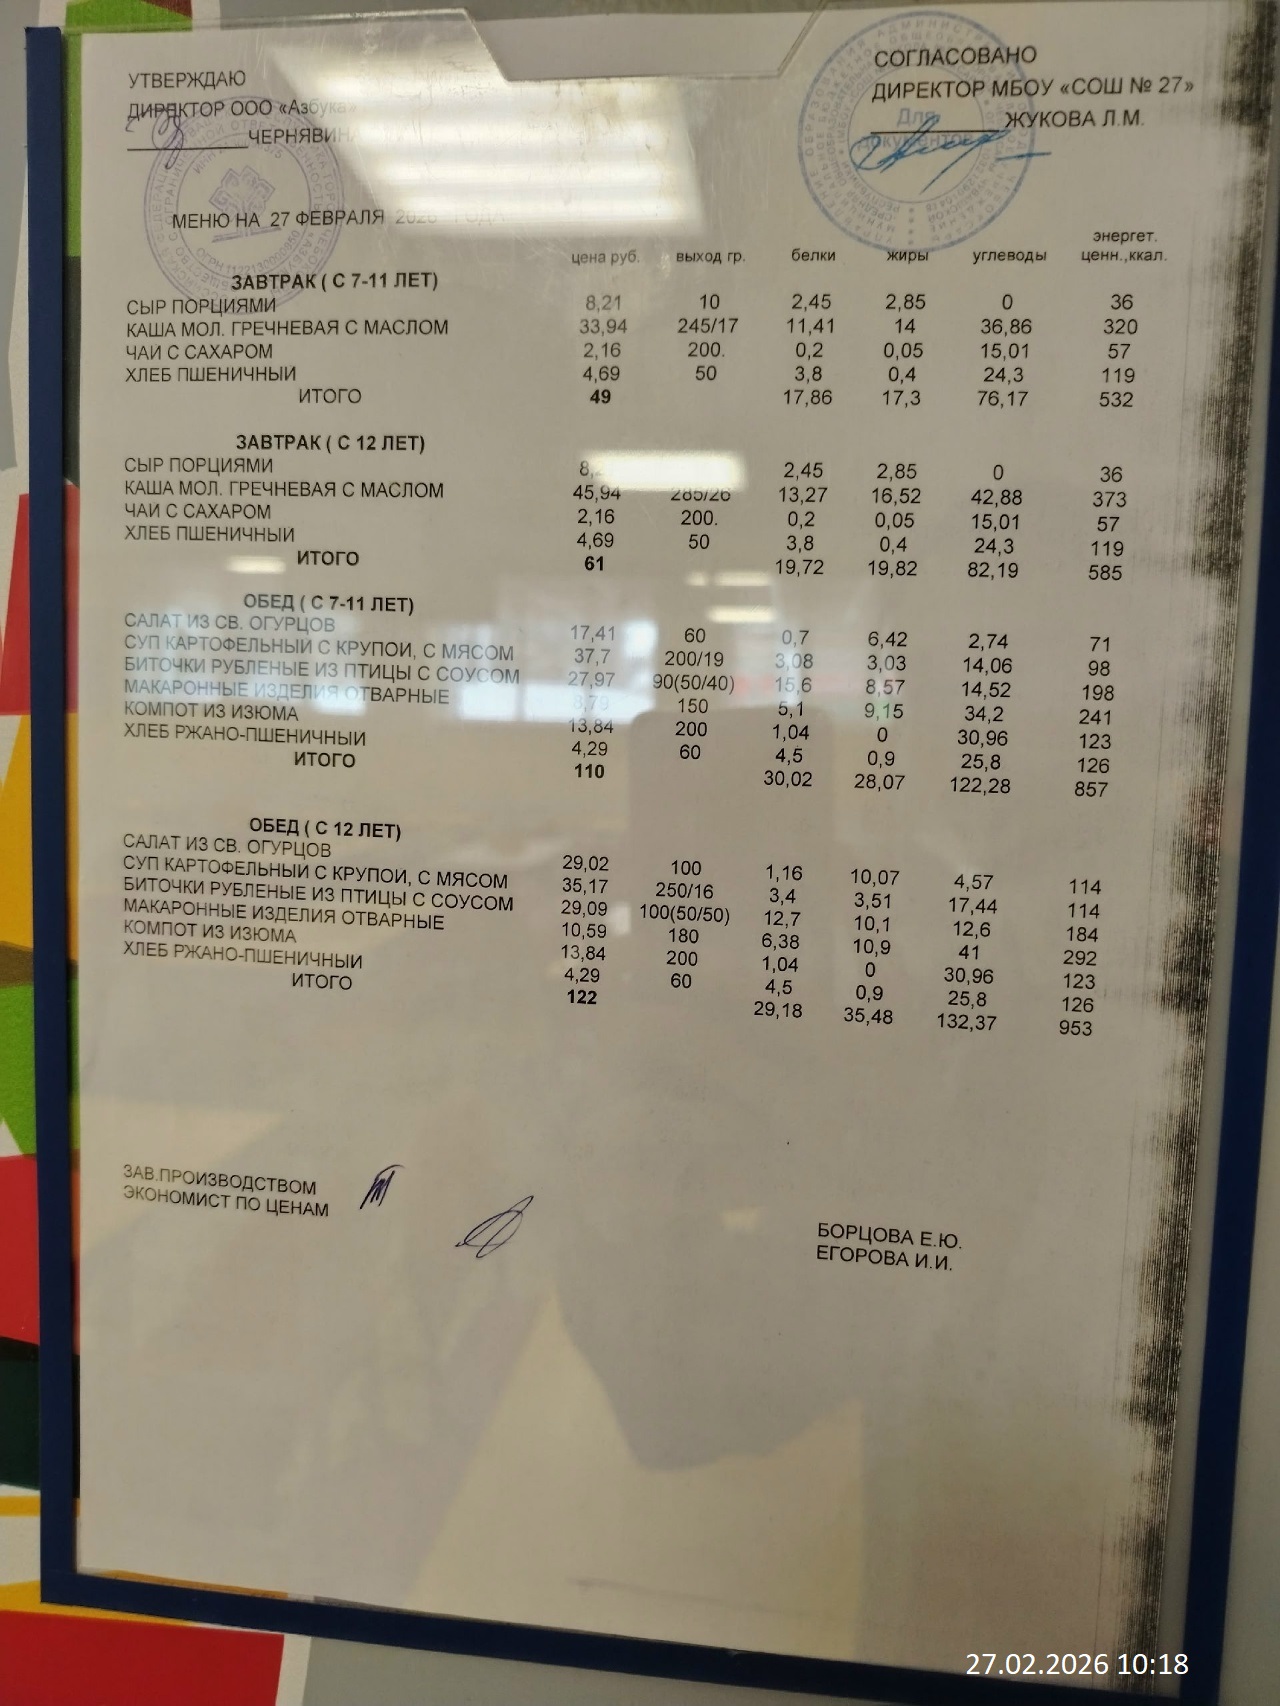 УТВЕРЖДАЮ
ДИРЕКТОР ООО «Азбука»
ЧЕРНЯВИНА
СОГЛАСОВАНО
ДИРЕКТОР МБОУ «СОШ № 27»
ЖУКОВА Л.М.
Для
документов
МЕНЮ НА 27 ФЕВРАЛЯ 2026 ГОДА
цена руб. выход гр. белки жиры углеводы энергет. ценн.,ккал.
ЗАВТРАК ( С 7-11 ЛЕТ)
СЫР ПОРЦИЯМИ 8,21 10 2,45 2,85 0 36
КАША МОЛ. ГРЕЧНЕВАЯ С МАСЛОМ 33,94 245/17 11,41 14 36,86 320
ЧАЙ С САХАРОМ 2,16 200. 0,2 0,05 15,01 57
ХЛЕБ ПШЕНИЧНЫЙ 4,69 50 3,8 0,4 24,3 119
ИТОГО 49 17,86 17,3 76,17 532
ЗАВТРАК ( С 12 ЛЕТ)
СЫР ПОРЦИЯМИ 2,45 2,85 0 36
КАША МОЛ. ГРЕЧНЕВАЯ С МАСЛОМ 45,94 285/26 13,27 16,52 42,88 373
ЧАЙ С САХАРОМ 2,16 200. 0,2 0,05 15,01 57
ХЛЕБ ПШЕНИЧНЫЙ 4,69 50 3,8 0,4 24,3 119
ИТОГО 61 19,72 19,82 82,19 585
ОБЕД ( С 7-11 ЛЕТ)
САЛАТ ИЗ СВ. ОГУРЦОВ 17,41 60 0,7 6,42 2,74 71
СУП КАРТОФЕЛЬНЫЙ С КРУПОЙ, С МЯСОМ 37,7 200/19 3,08 3,03 14,06 98
БИТОЧКИ РУБЛЕНЫЕ ИЗ ПТИЦЫ С СОУСОМ 27,97 90(50/40) 15,6 8,57 14,52 198
МАКАРОННЫЕ ИЗДЕЛИЯ ОТВАРНЫЕ 8,79 150 5,1 9,15 34,2 241
КОМПОТ ИЗ ИЗЮМА 13,84 200 1,04 0 30,96 123
ХЛЕБ РЖАНО-ПШЕНИЧНЫЙ 4,29 60 4,5 0,9 25,8 126
ИТОГО 110 30,02 28,07 122,28 857
ОБЕД ( С 12 ЛЕТ)
САЛАТ ИЗ СВ. ОГУРЦОВ 29,02 100 1,16 10,07 4,57 114
СУП КАРТОФЕЛЬНЫЙ С КРУПОЙ, С МЯСОМ 35,17 250/16 3,4 3,51 17,44 114
БИТОЧКИ РУБЛЕНЫЕ ИЗ ПТИЦЫ С СОУСОМ 29,09 100(50/50) 12,7 10,1 12,6 184
МАКАРОННЫЕ ИЗДЕЛИЯ ОТВАРНЫЕ 10,59 180 6,38 10,9 41 292
КОМПОТ ИЗ ИЗЮМА 13,84 200 1,04 0 30,96 123
ХЛЕБ РЖАНО-ПШЕНИЧНЫЙ 4,29 60 4,5 0,9 25,8 126
ИТОГО 122 29,18 35,48 132,37 953
ЗАВ.ПРОИЗВОДСТВОМ
ЭКОНОМИСТ ПО ЦЕНАМ
БОРЦОВА Е.Ю.
ЕГОРОВА И.И.
27.02.2026 10:18